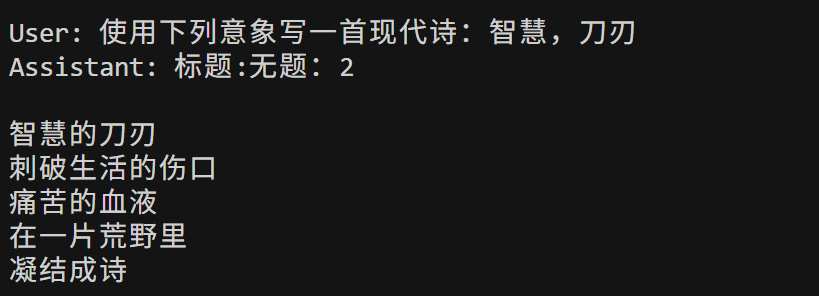 User: 使用下列意象写一首现代诗: 智慧，刀刃
Assistant: 标题:无题: 2

智慧的刀刃
刺破生活的伤口
痛苦的血液
在一片荒野里
凝结成诗